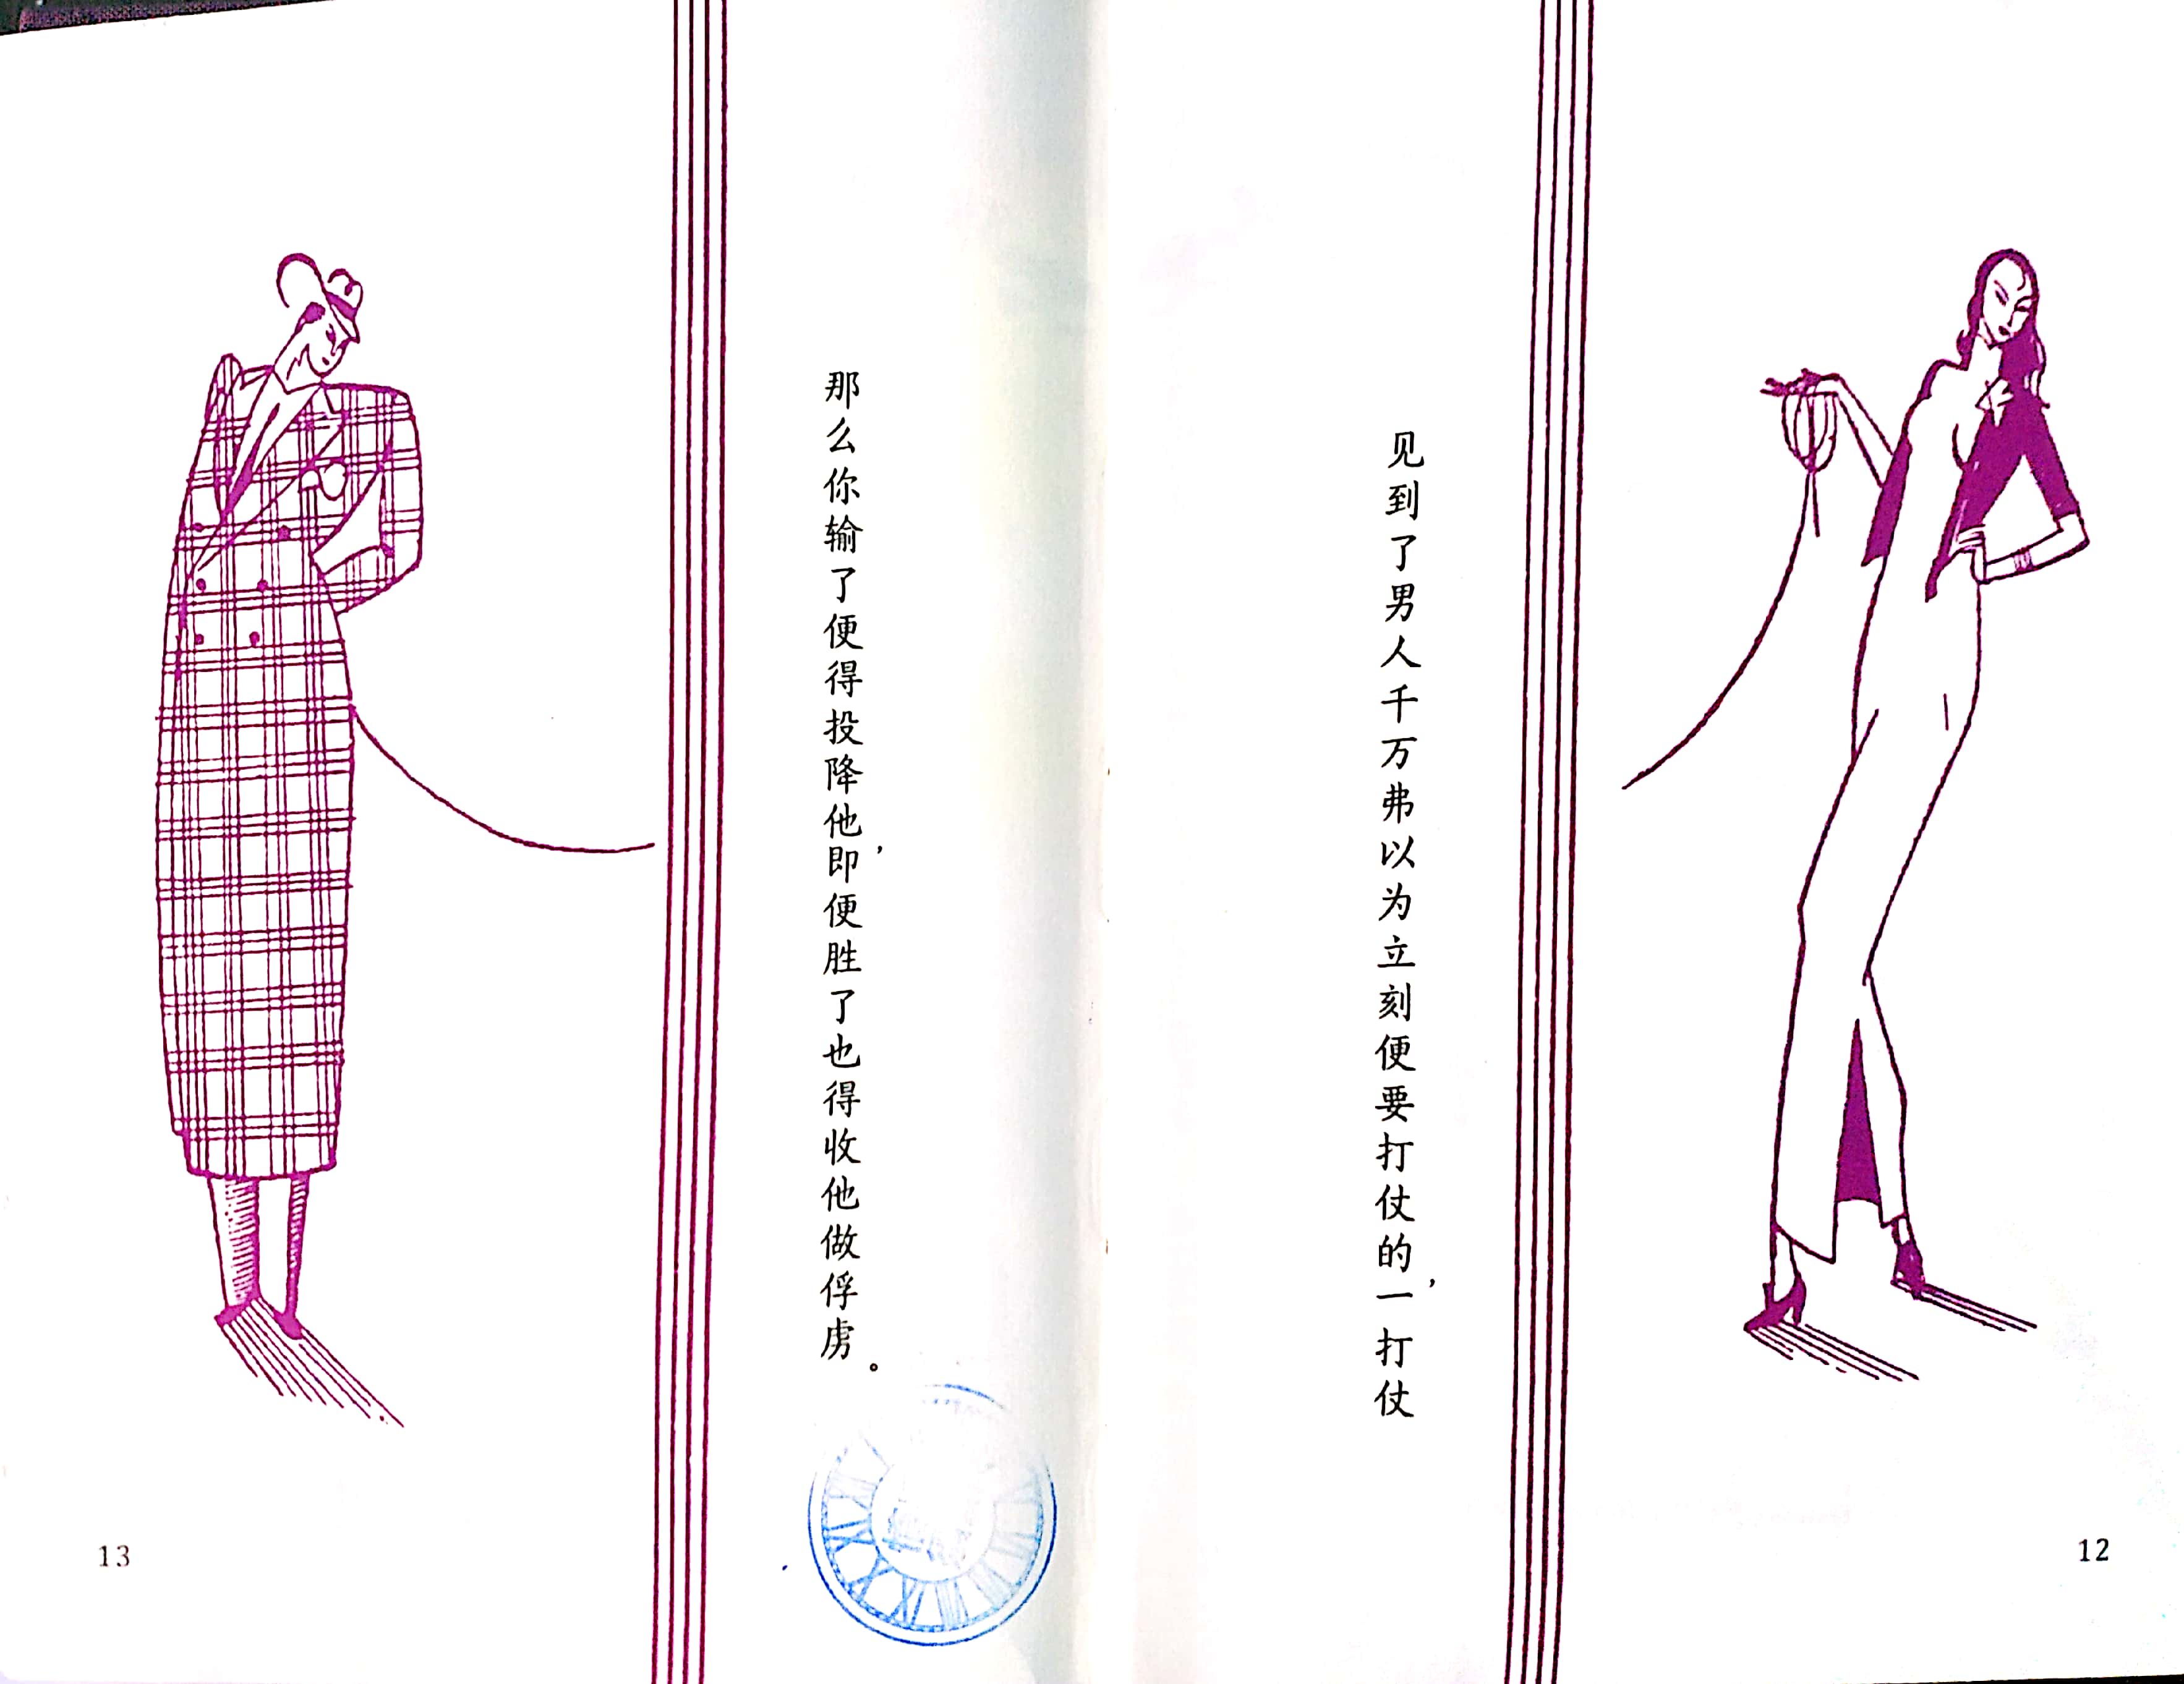 见到了男人千万弗以为立刻便要打仗的，一打仗
那么你输了便得投降他，即便胜了也得收他做俘虏。
12
13